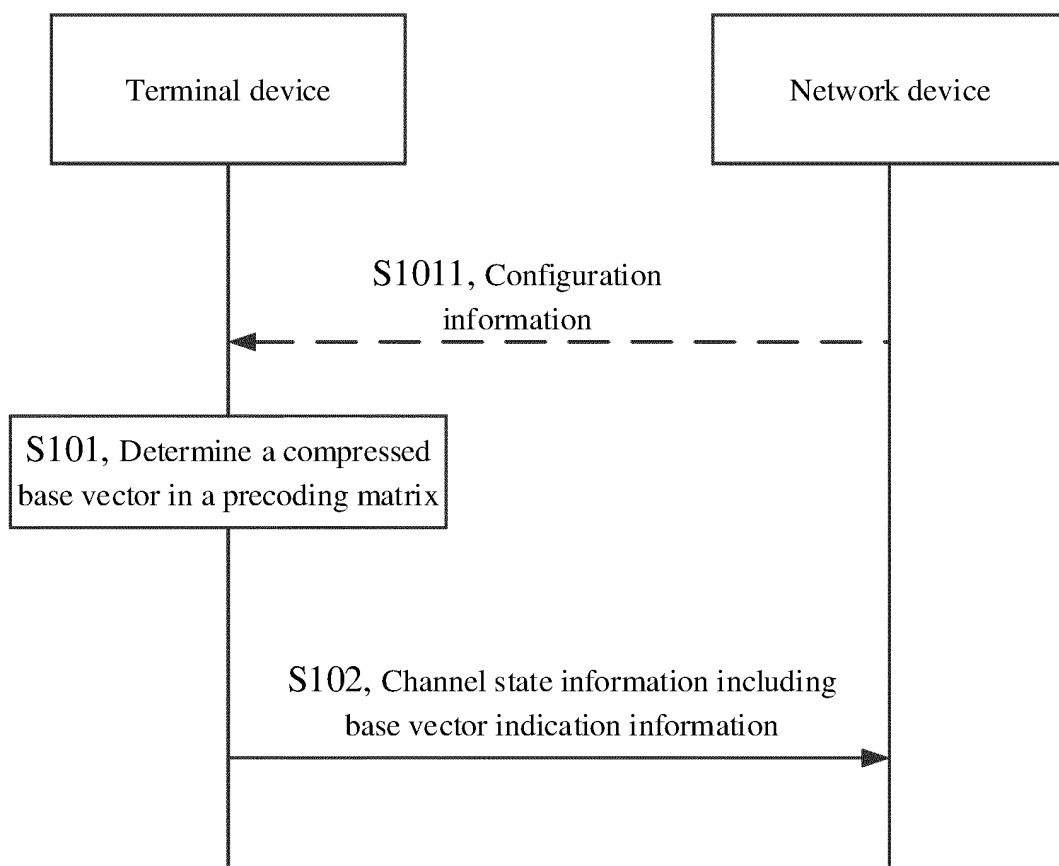 Terminal device
Network device
S1011, Configuration
information
S101, Determine a compressed
base vector in a precoding matrix
S102, Channel state information including
base vector indication information